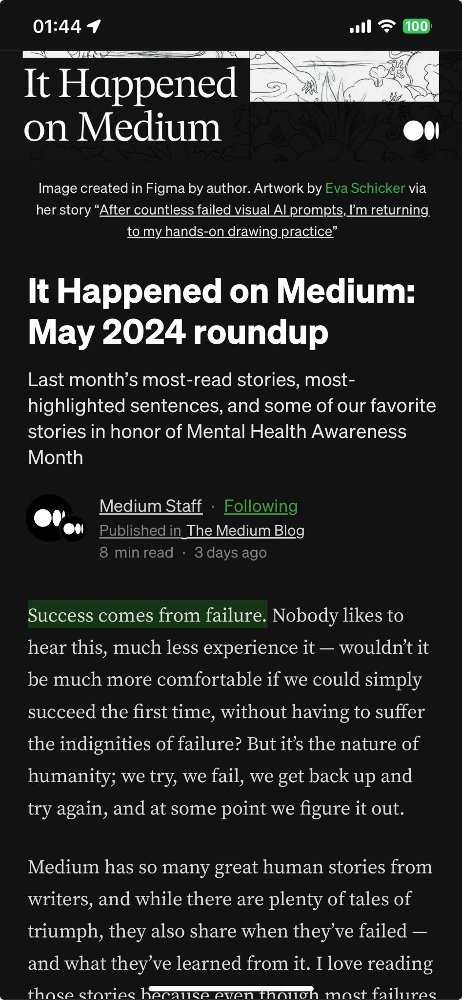 01:44
100
It Happened
on Medium
Image created in Figma by author. Artwork by Eva Schicker via
her story “After countless failed visual AI prompts, I’m returning
to my hands-on drawing practice”
It Happened on Medium:
May 2024 roundup
Last month’s most-read stories, most-
highlighted sentences, and some of our favorite
stories in honor of Mental Health Awareness
Month
Medium Staff · Following
Published in The Medium Blog
8 min read · 3 days ago
Success comes from failure. Nobody likes to
hear this, much less experience it — wouldn’t it
be much more comfortable if we could simply
succeed the first time, without having to suffer
the indignities of failure? But it’s the nature of
humanity; we try, we fail, we get back up and
try again, and at some point we figure it out.
Medium has so many great human stories from
writers, and while there are plenty of tales of
triumph, they also share when they’ve failed —
and what they’ve learned from it. I love reading
those stories because even though most failures